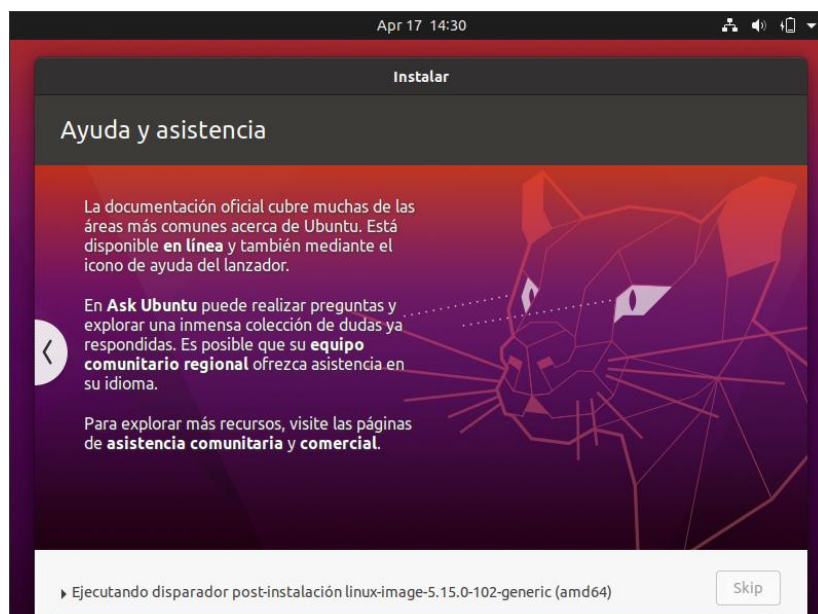 Apr 17 14:30
Instalar
Ayuda y asistencia
La documentación oficial cubre muchas de las
áreas más comunes acerca de Ubuntu. Está
disponible en línea y también mediante el
icono de ayuda del lanzador.
En Ask Ubuntu puede realizar preguntas y
explorar una inmensa colección de dudas ya
respondidas. Es posible que su equipo
comunitario regional ofrezca asistencia en
su idioma.
Para explorar más recursos, visite las páginas
de asistencia comunitaria y comercial.
Ejecutando disparador post-instalación linux-image-5.15.0-102-generic (amd64)
Skip